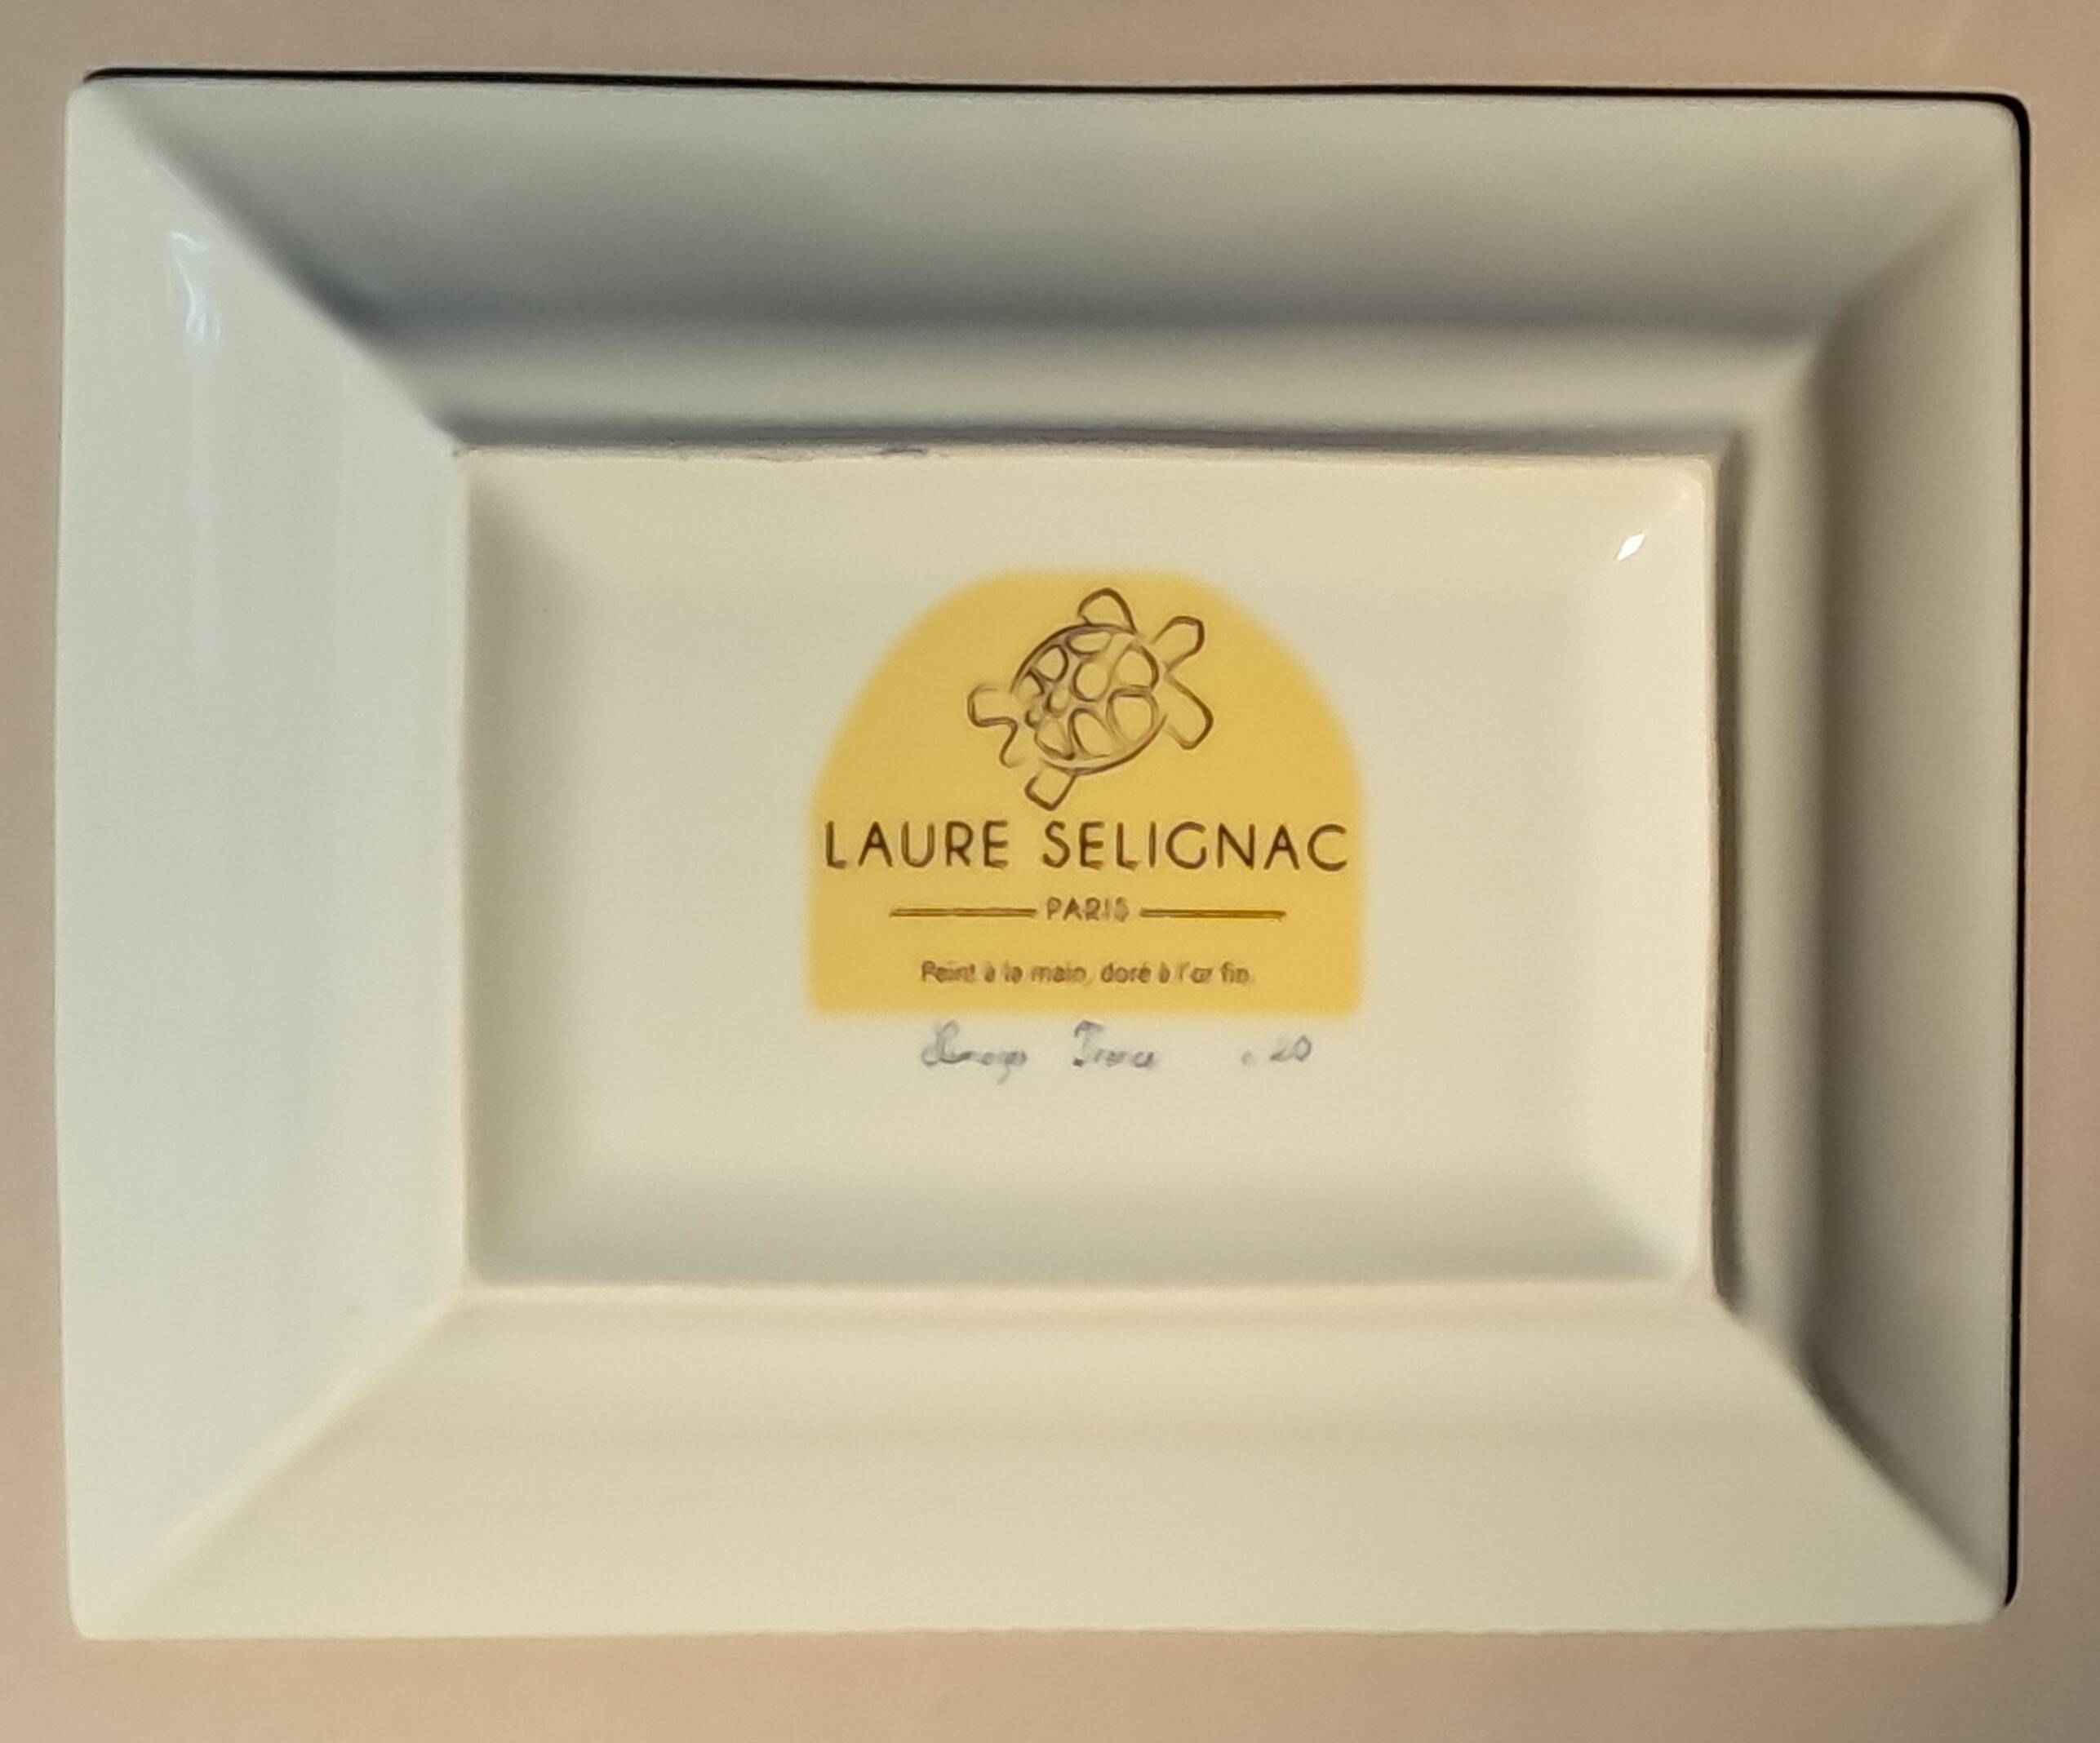 LAURE SELIGNAC
PARIS
Peint à la main, doré à l'or fin.
Limoges France